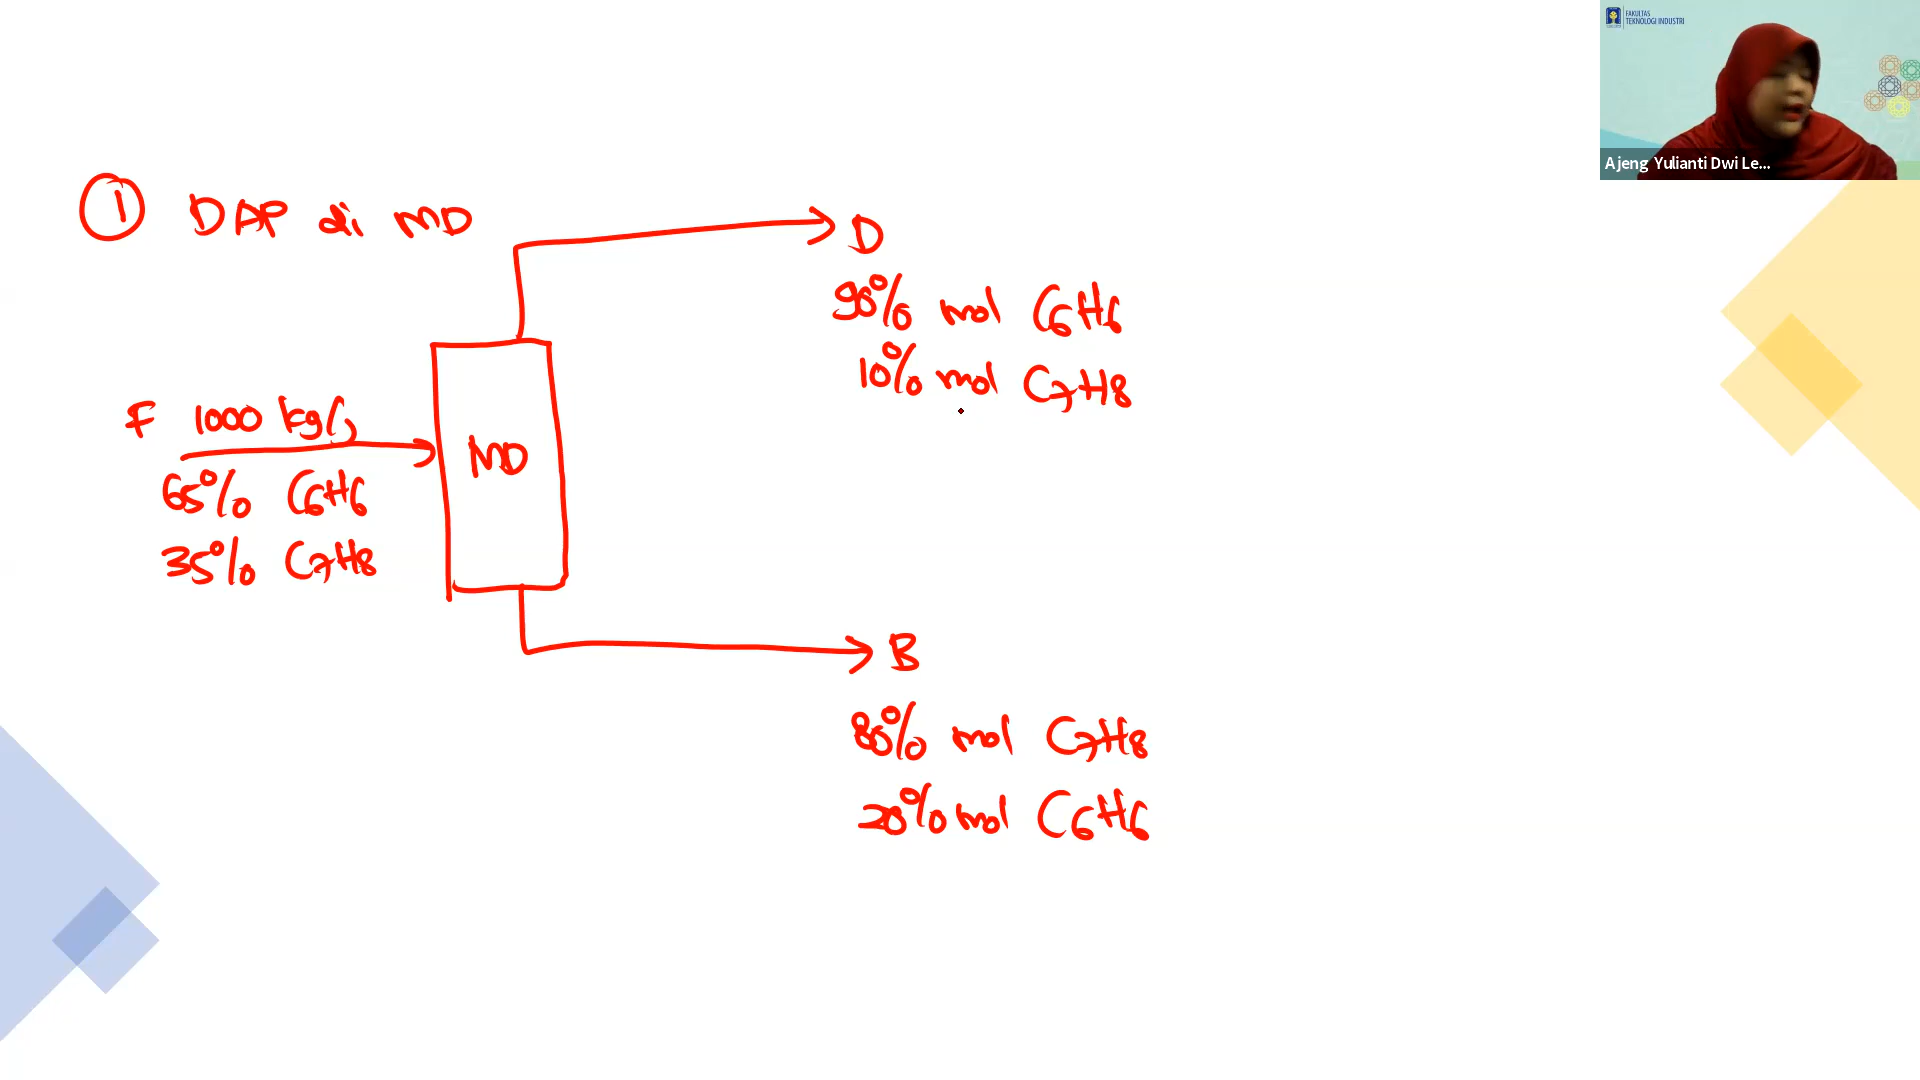 FAKULTAS
TEKNOLOGI INDUSTRI
Ajeng Yulianti Dwi Le...
1 DAP di MD
D
90% mol C6H6
10% mol C7H8
F 1000 kg/j
65% C6H6
35% C7H8
MD
B
80% mol C7H8
20% mol C6H6